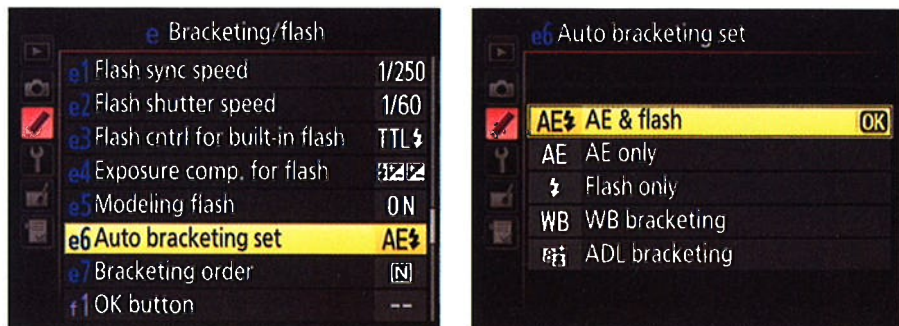 e Bracketing/flash
e1 Flash sync speed 1/250
e2 Flash shutter speed 1/60
e3 Flash cntrl for built-in flash TTL
e4 Exposure comp. for flash
e5 Modeling flash ON
e6 Auto bracketing set AE
e7 Bracketing order N
f1 OK button --
e6 Auto bracketing set
AE AE & flash OK
AE AE only
Flash only
WB WB bracketing
ADL bracketing